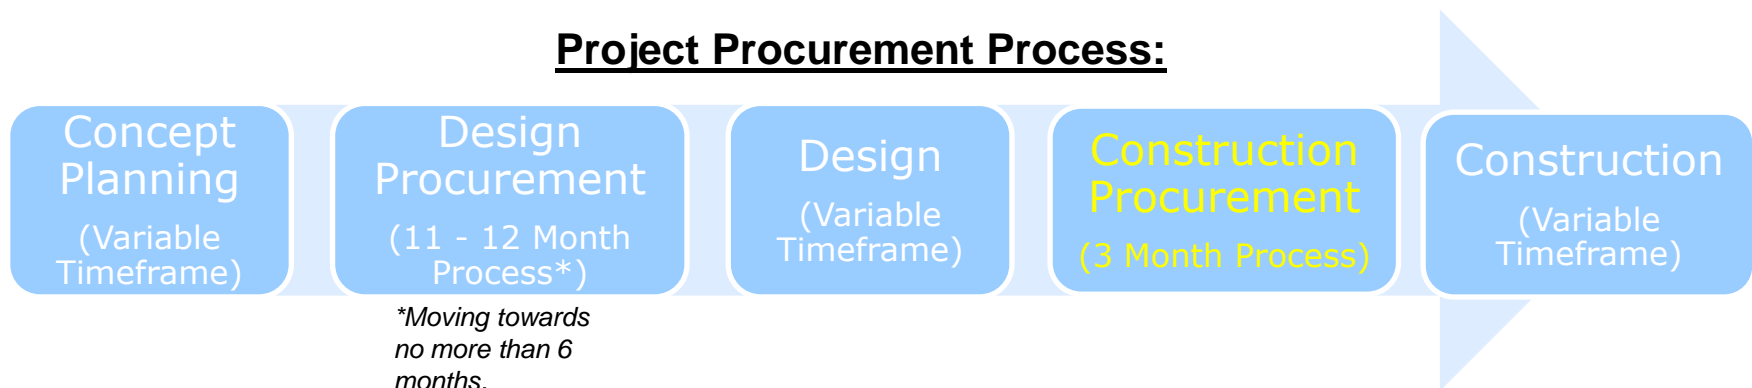 Project Procurement Process:
Concept
Planning
(Variable
Timeframe)
Design
Procurement
(11 - 12 Month
Process*)
*Moving towards
no more than 6
months.
Design
(Variable
Timeframe)
Construction
Procurement
(3 Month Process)
Construction
(Variable
Timeframe)